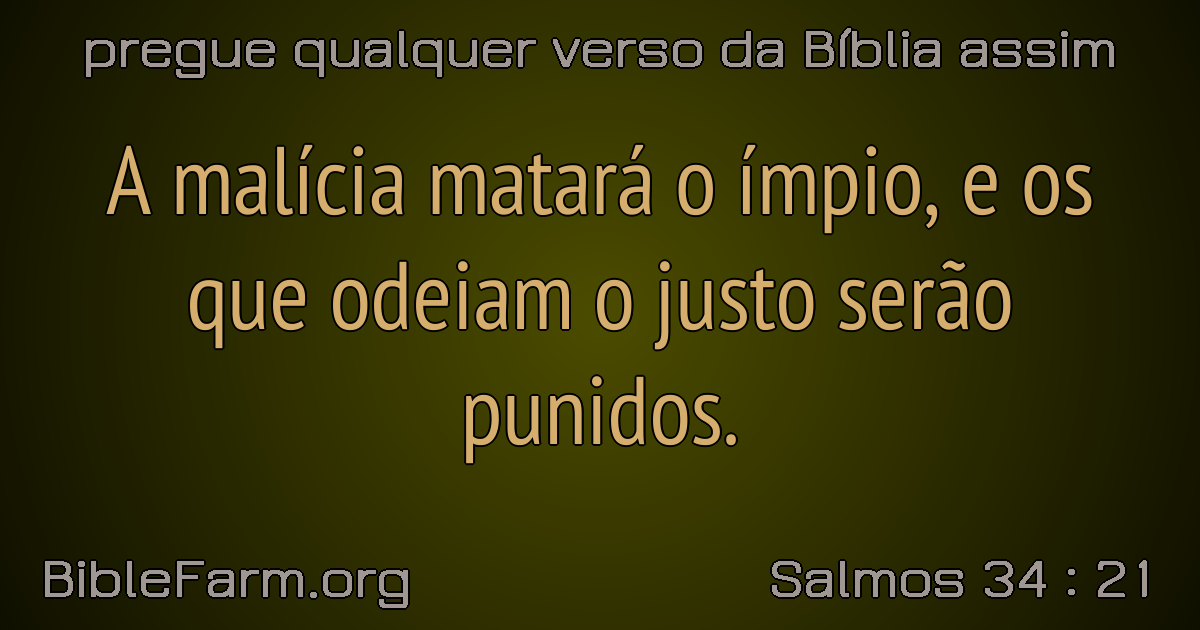 pregue qualquer verso da Bíblia assim
A malícia matará o ímpio, e os
que odeiam o justo serão
punidos.
BibleFarm.org
Salmos 34 : 21